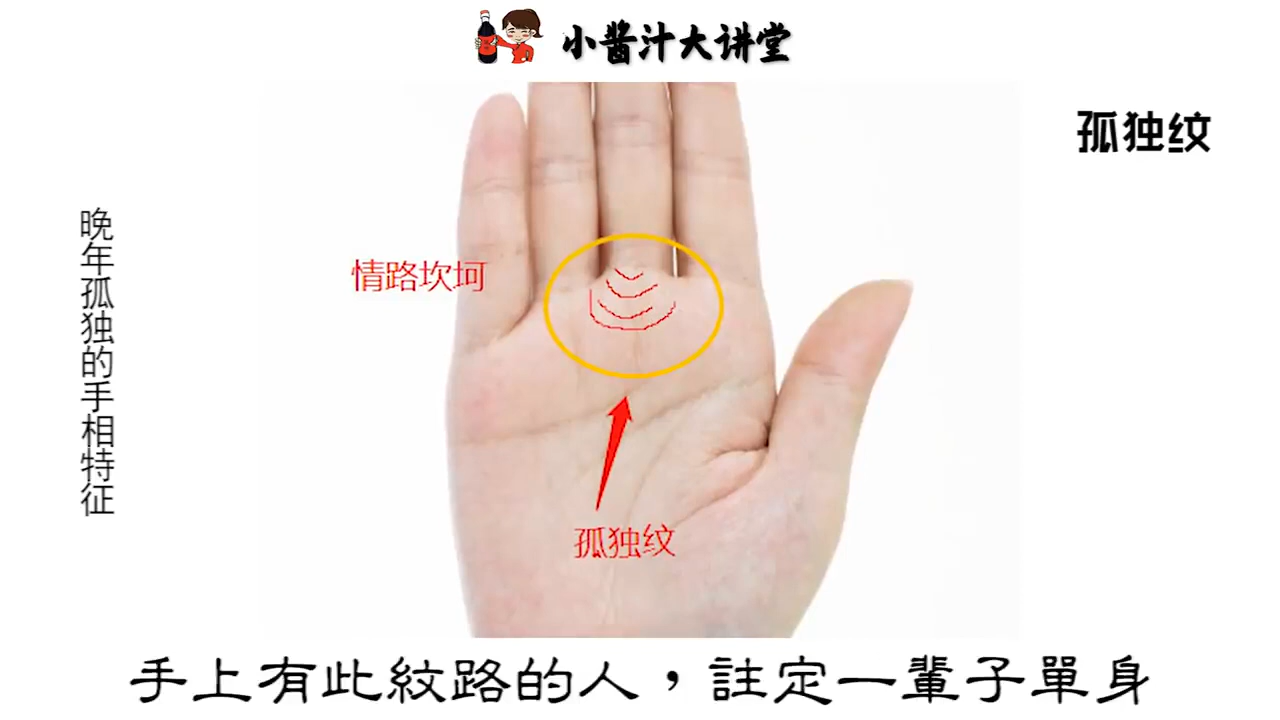 小酱汁大讲堂
孤独纹
晚年孤独的手相特征
情路坎坷
孤独纹
手上有此紋路的人，註定一輩子單身